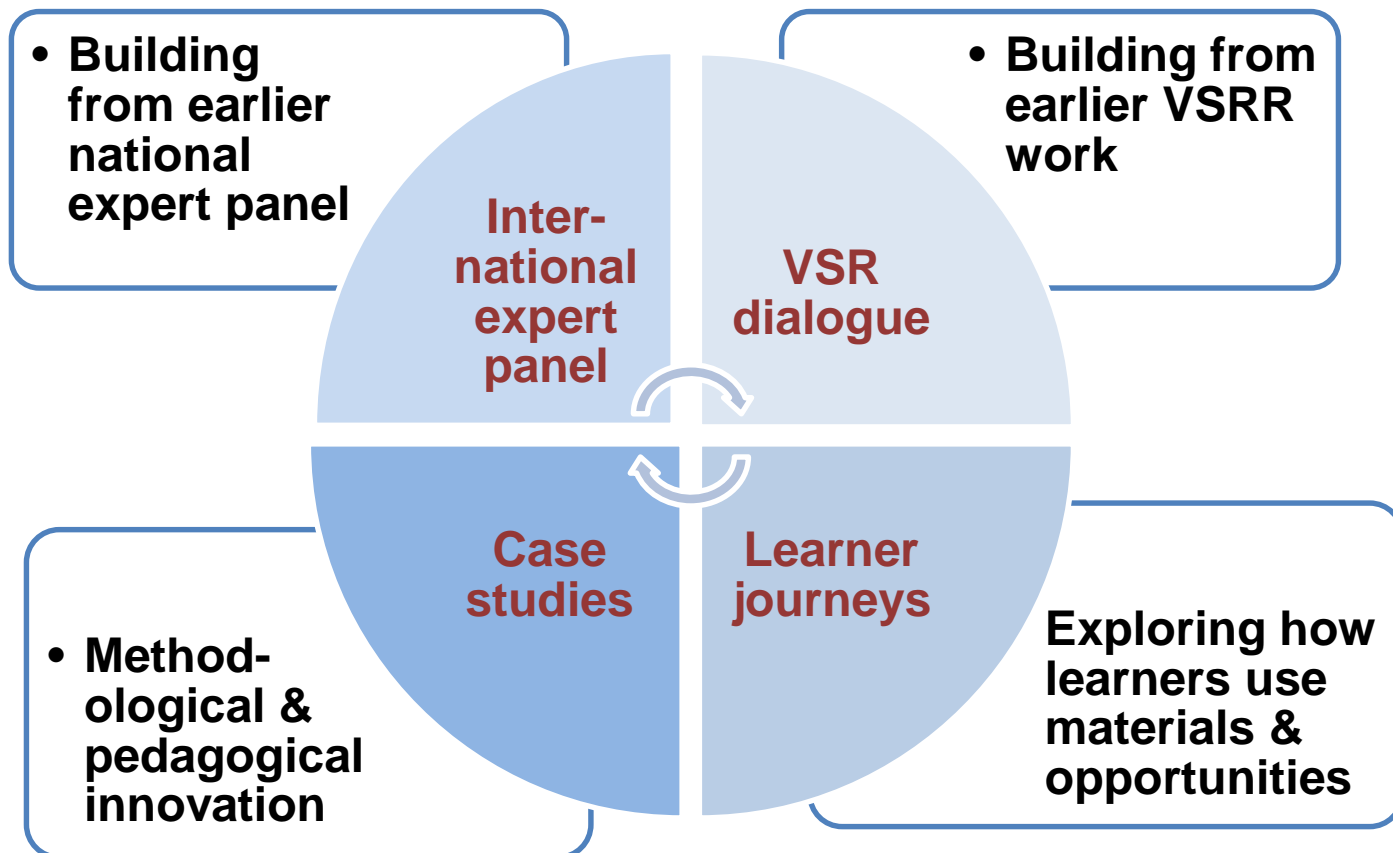 • Building
from earlier
national
expert panel
• Building from
earlier VSRR
work
Inter-
national
expert
panel
VSR
dialogue
Case
studies
Learner
journeys
• Method-
ological &
pedagogical
innovation
Exploring how
learners use
materials &
opportunities